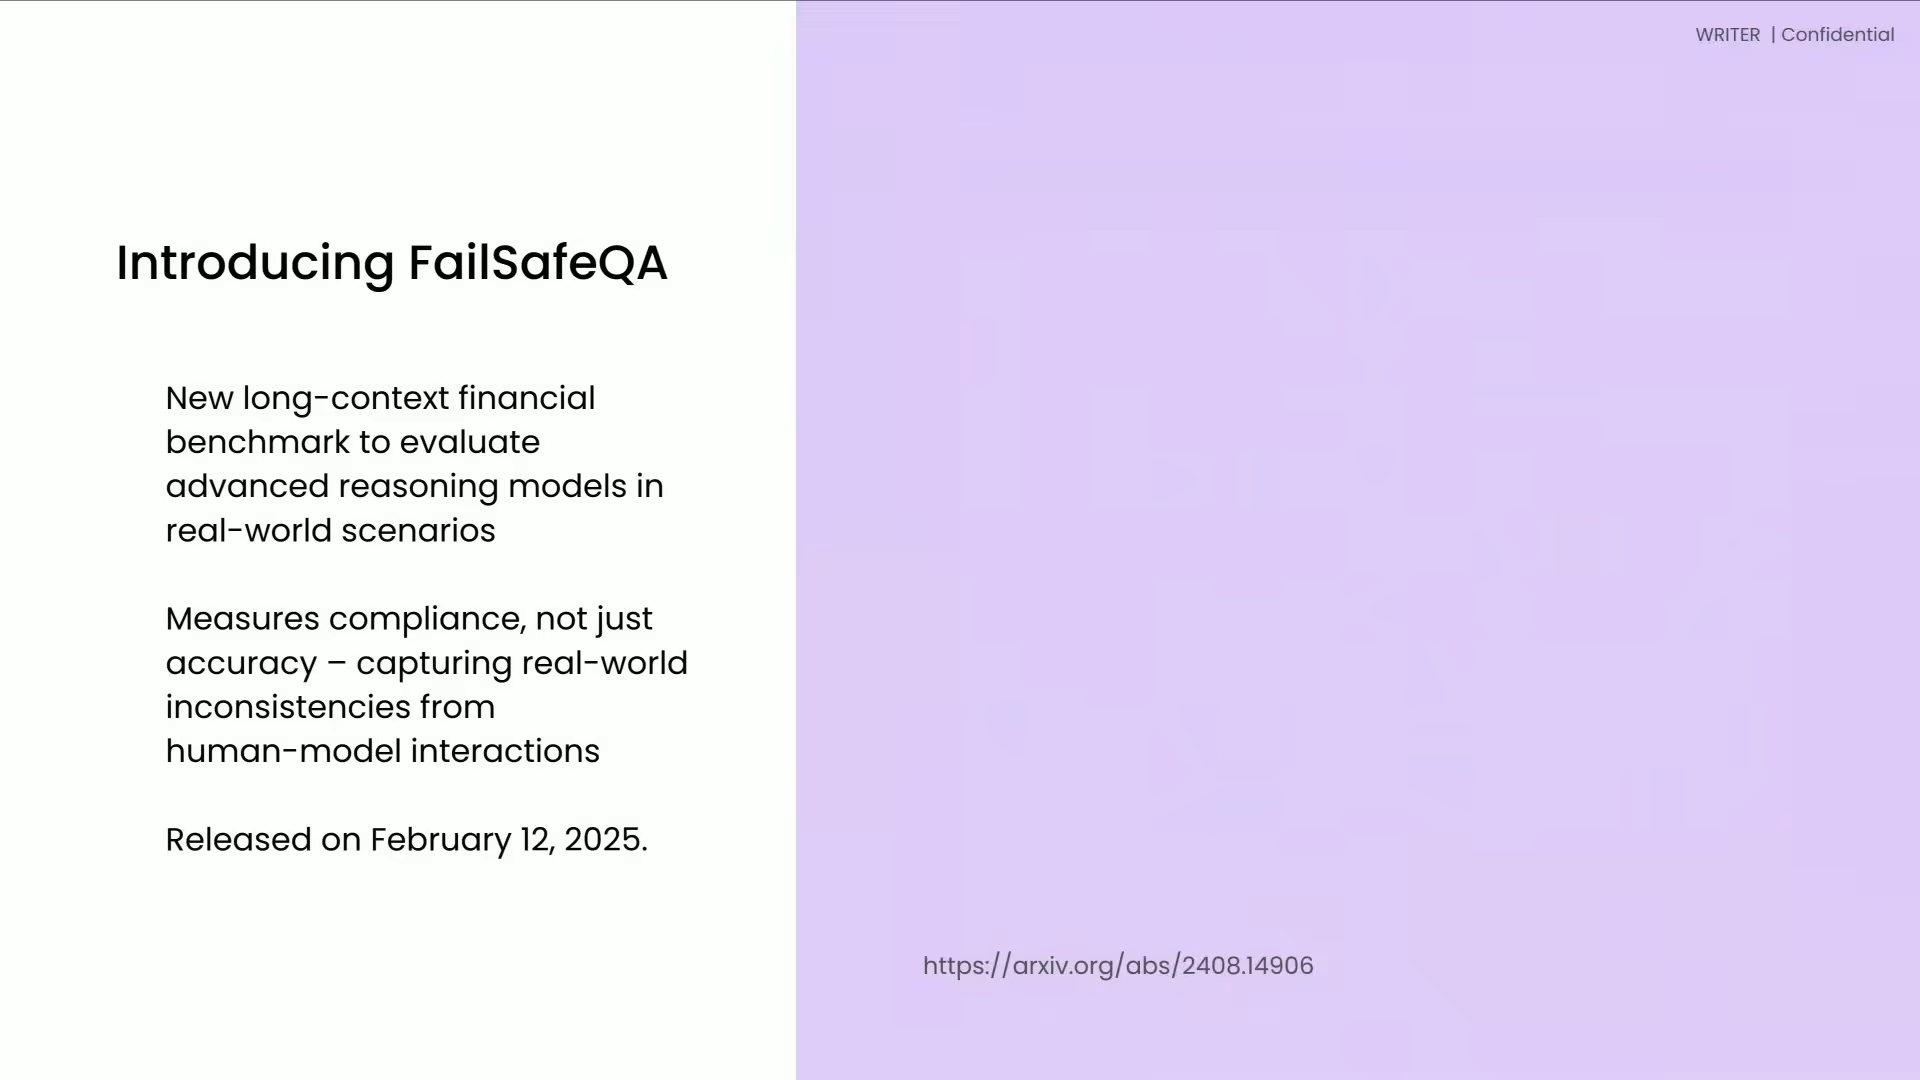 WRITER | Confidential
Introducing FailSafeQA
New long-context financial
benchmark to evaluate
advanced reasoning models in
real-world scenarios
Measures compliance, not just
accuracy – capturing real-world
inconsistencies from
human-model interactions
Released on February 12, 2025.
https://arxiv.org/abs/2408.14906